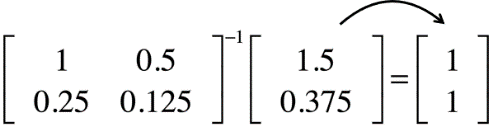 [ 1 0.5 ]⁻¹ [ 1.5 ] = [ 1 ]
[ 0.25 0.125 ] [ 0.375 ] [ 1 ]